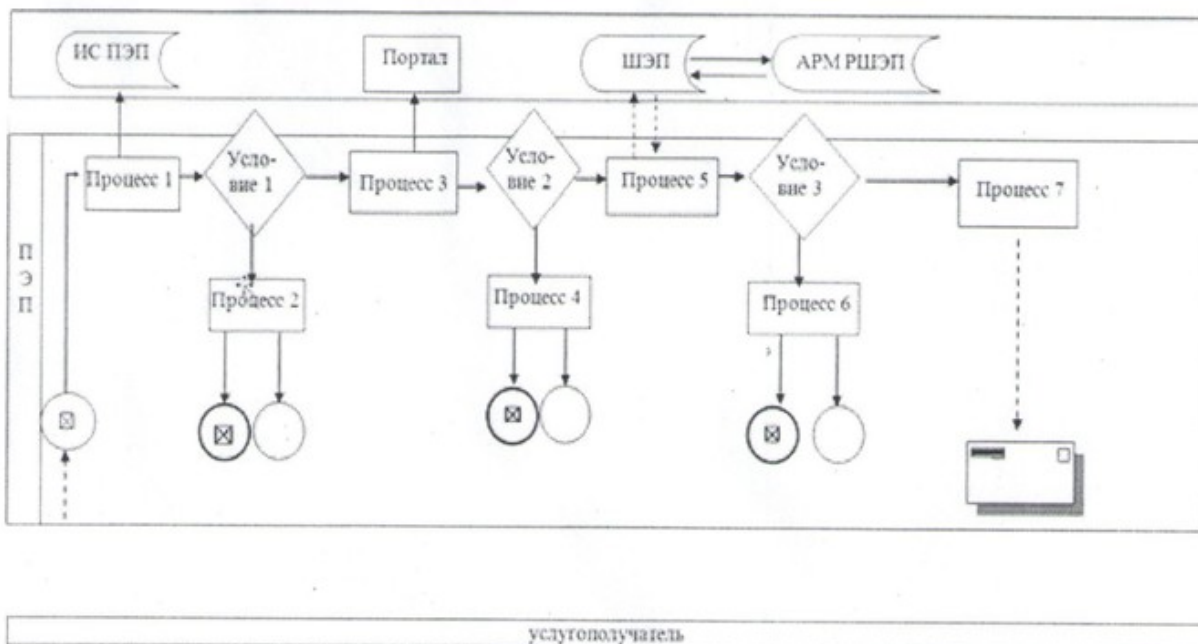 ИС ПЭП
Портал
ШЭП
АРМ РШЭП
Процесс 1
Усло-
вие 1
Процесс 3
Усло-
вие 2
Процесс 5
Усло-
вие 3
Процесс 7
П
Э
П
Процесс 2
Процесс 4
Процесс 6
услугополучатель